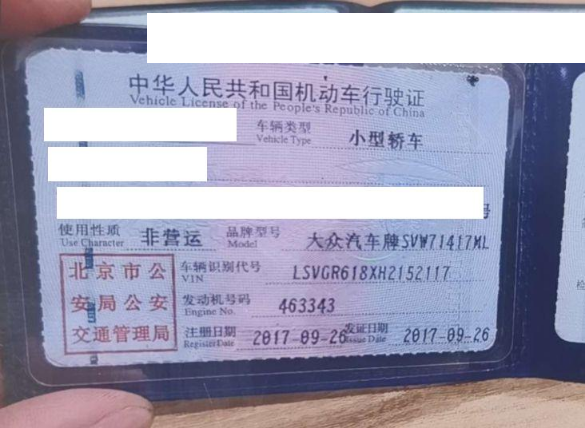 中华人民共和国机动车行驶证
Vehicle License of the People's Republic of China
车辆类型 小型轿车
Vehicle Type
号
使用性质 非营运 品牌型号 大众汽车牌SVW71417ML
Use Character Model
北京市公
安局公安
交通管理局
车辆识别代号 LSVGR618XH2152117
VIN
发动机号码 463343
Engine No.
注册日期 2017-09-26 发证日期 2017-09-26
Register Date Issue Date